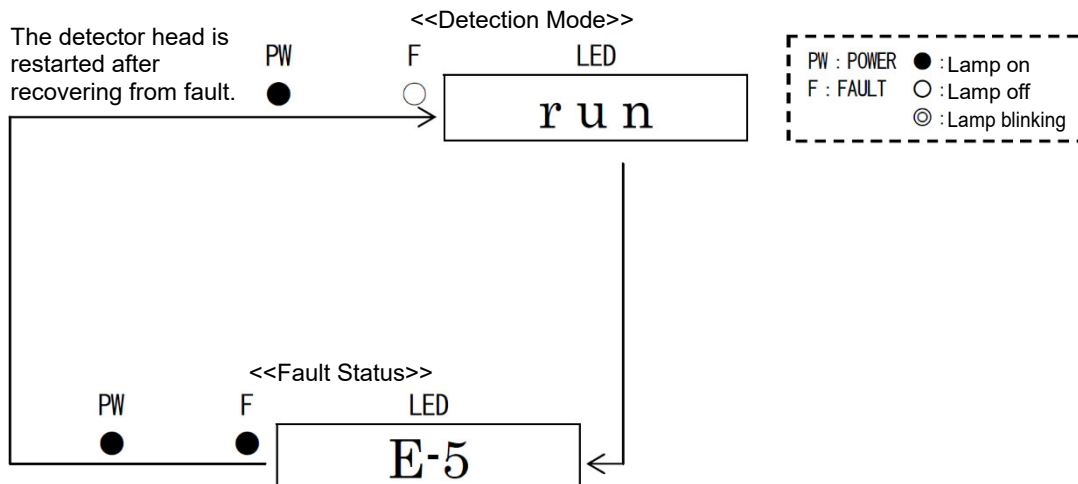 <<Detection Mode>>
The detector head is
restarted after
recovering from fault.
PW F LED
run
PW : POWER ● : Lamp on
F : FAULT ○ : Lamp off
◎ : Lamp blinking
<<Fault Status>>
PW F LED
E-5